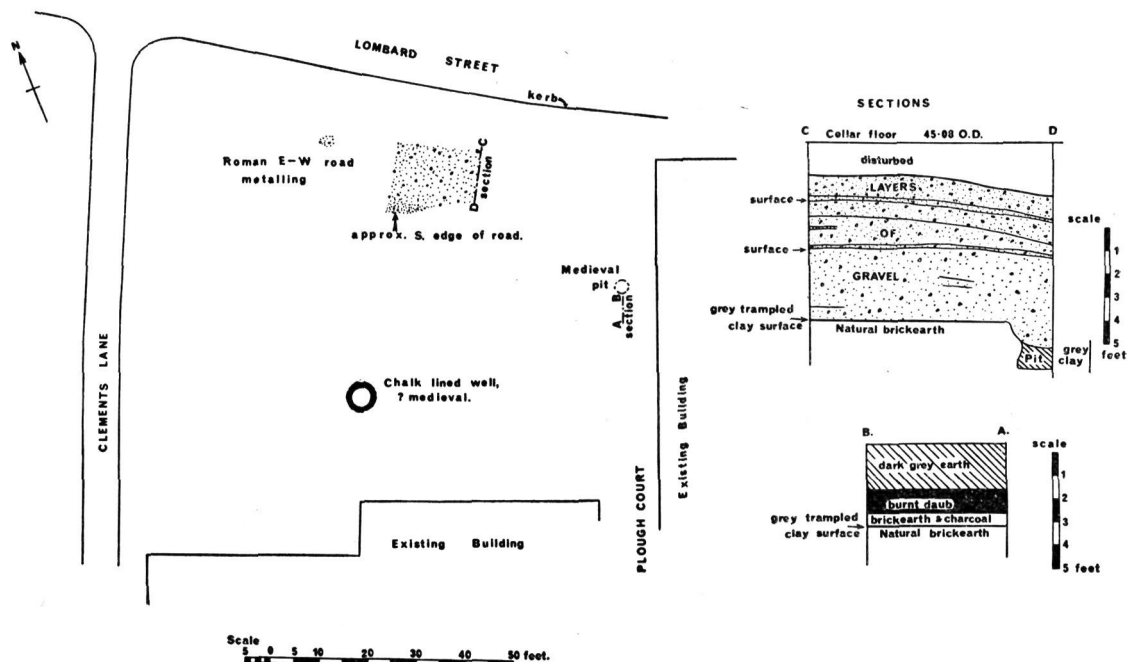 N
LOMBARD STREET
kerb
Roman E-W road
metalling
C
section
D
approx. S. edge of road.
Medieval
pit
B
A
section
Chalk lined well,
? medieval.
CLEMENTS LANE
PLOUGH COURT
Existing Building
Existing Building
Scale
5 0 5 10 20 30 40 50 feet.
SECTIONS
C D
Cellar floor 45·08 O.D.
disturbed
LAYERS
surface
OF
surface
GRAVEL
grey trampled
clay surface
Natural brickearth
Pit
grey
clay
scale
1
2
3
4
5
feet
B. A.
dark grey earth
burnt daub
brickearth & charcoal
grey trampled
clay surface
Natural brickearth
scale
1
2
3
4
5 feet